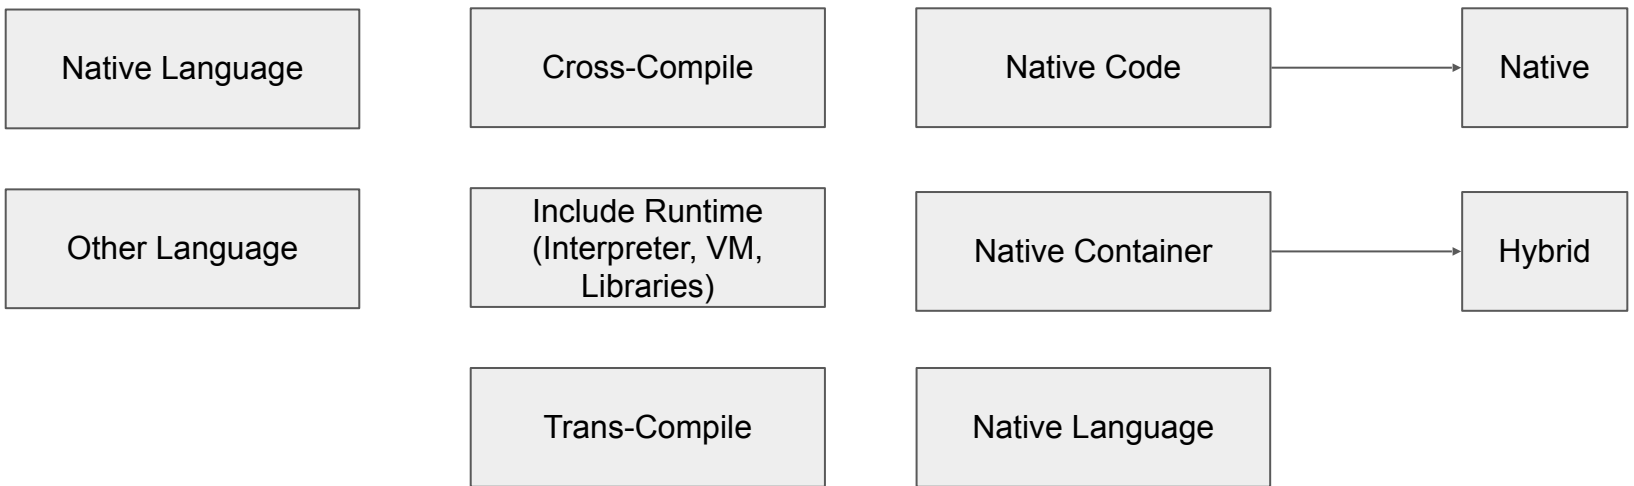 Native Language
Cross-Compile
Native Code
Native
Other Language
Include Runtime
(Interpreter, VM,
Libraries)
Native Container
Hybrid
Trans-Compile
Native Language